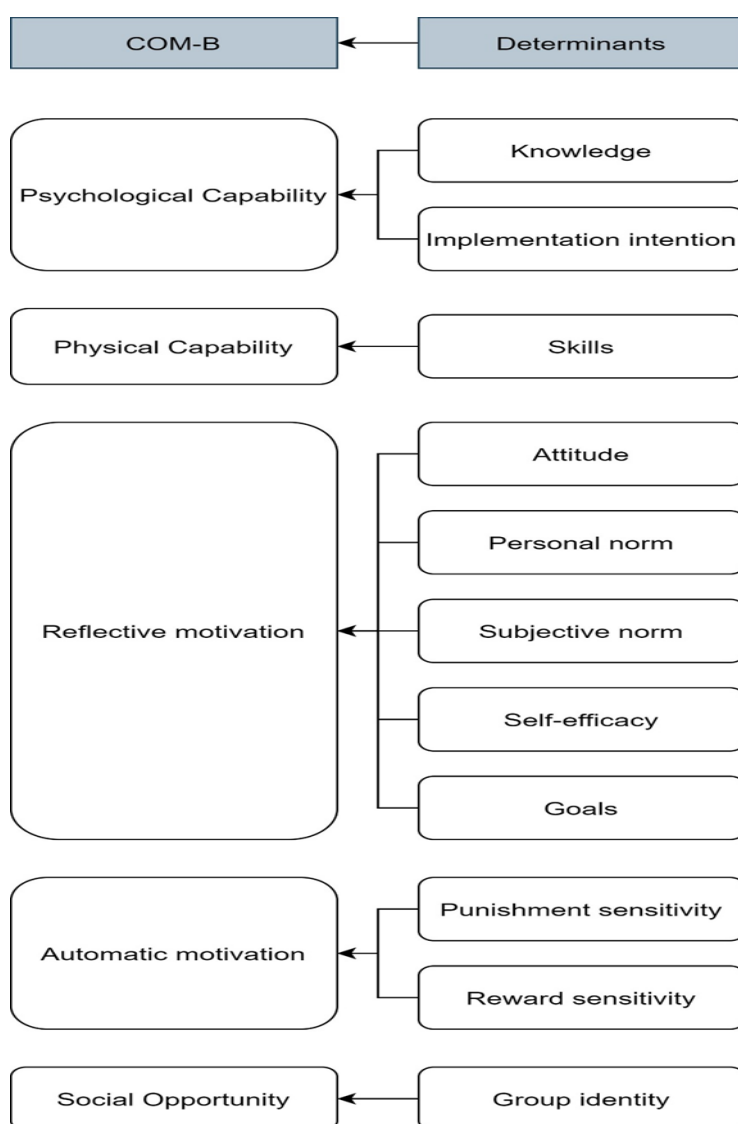 COM-B
Determinants
Psychological Capability
Knowledge
Implementation intention
Physical Capability
Skills
Reflective motivation
Attitude
Personal norm
Subjective norm
Self-efficacy
Goals
Automatic motivation
Punishment sensitivity
Reward sensitivity
Social Opportunity
Group identity